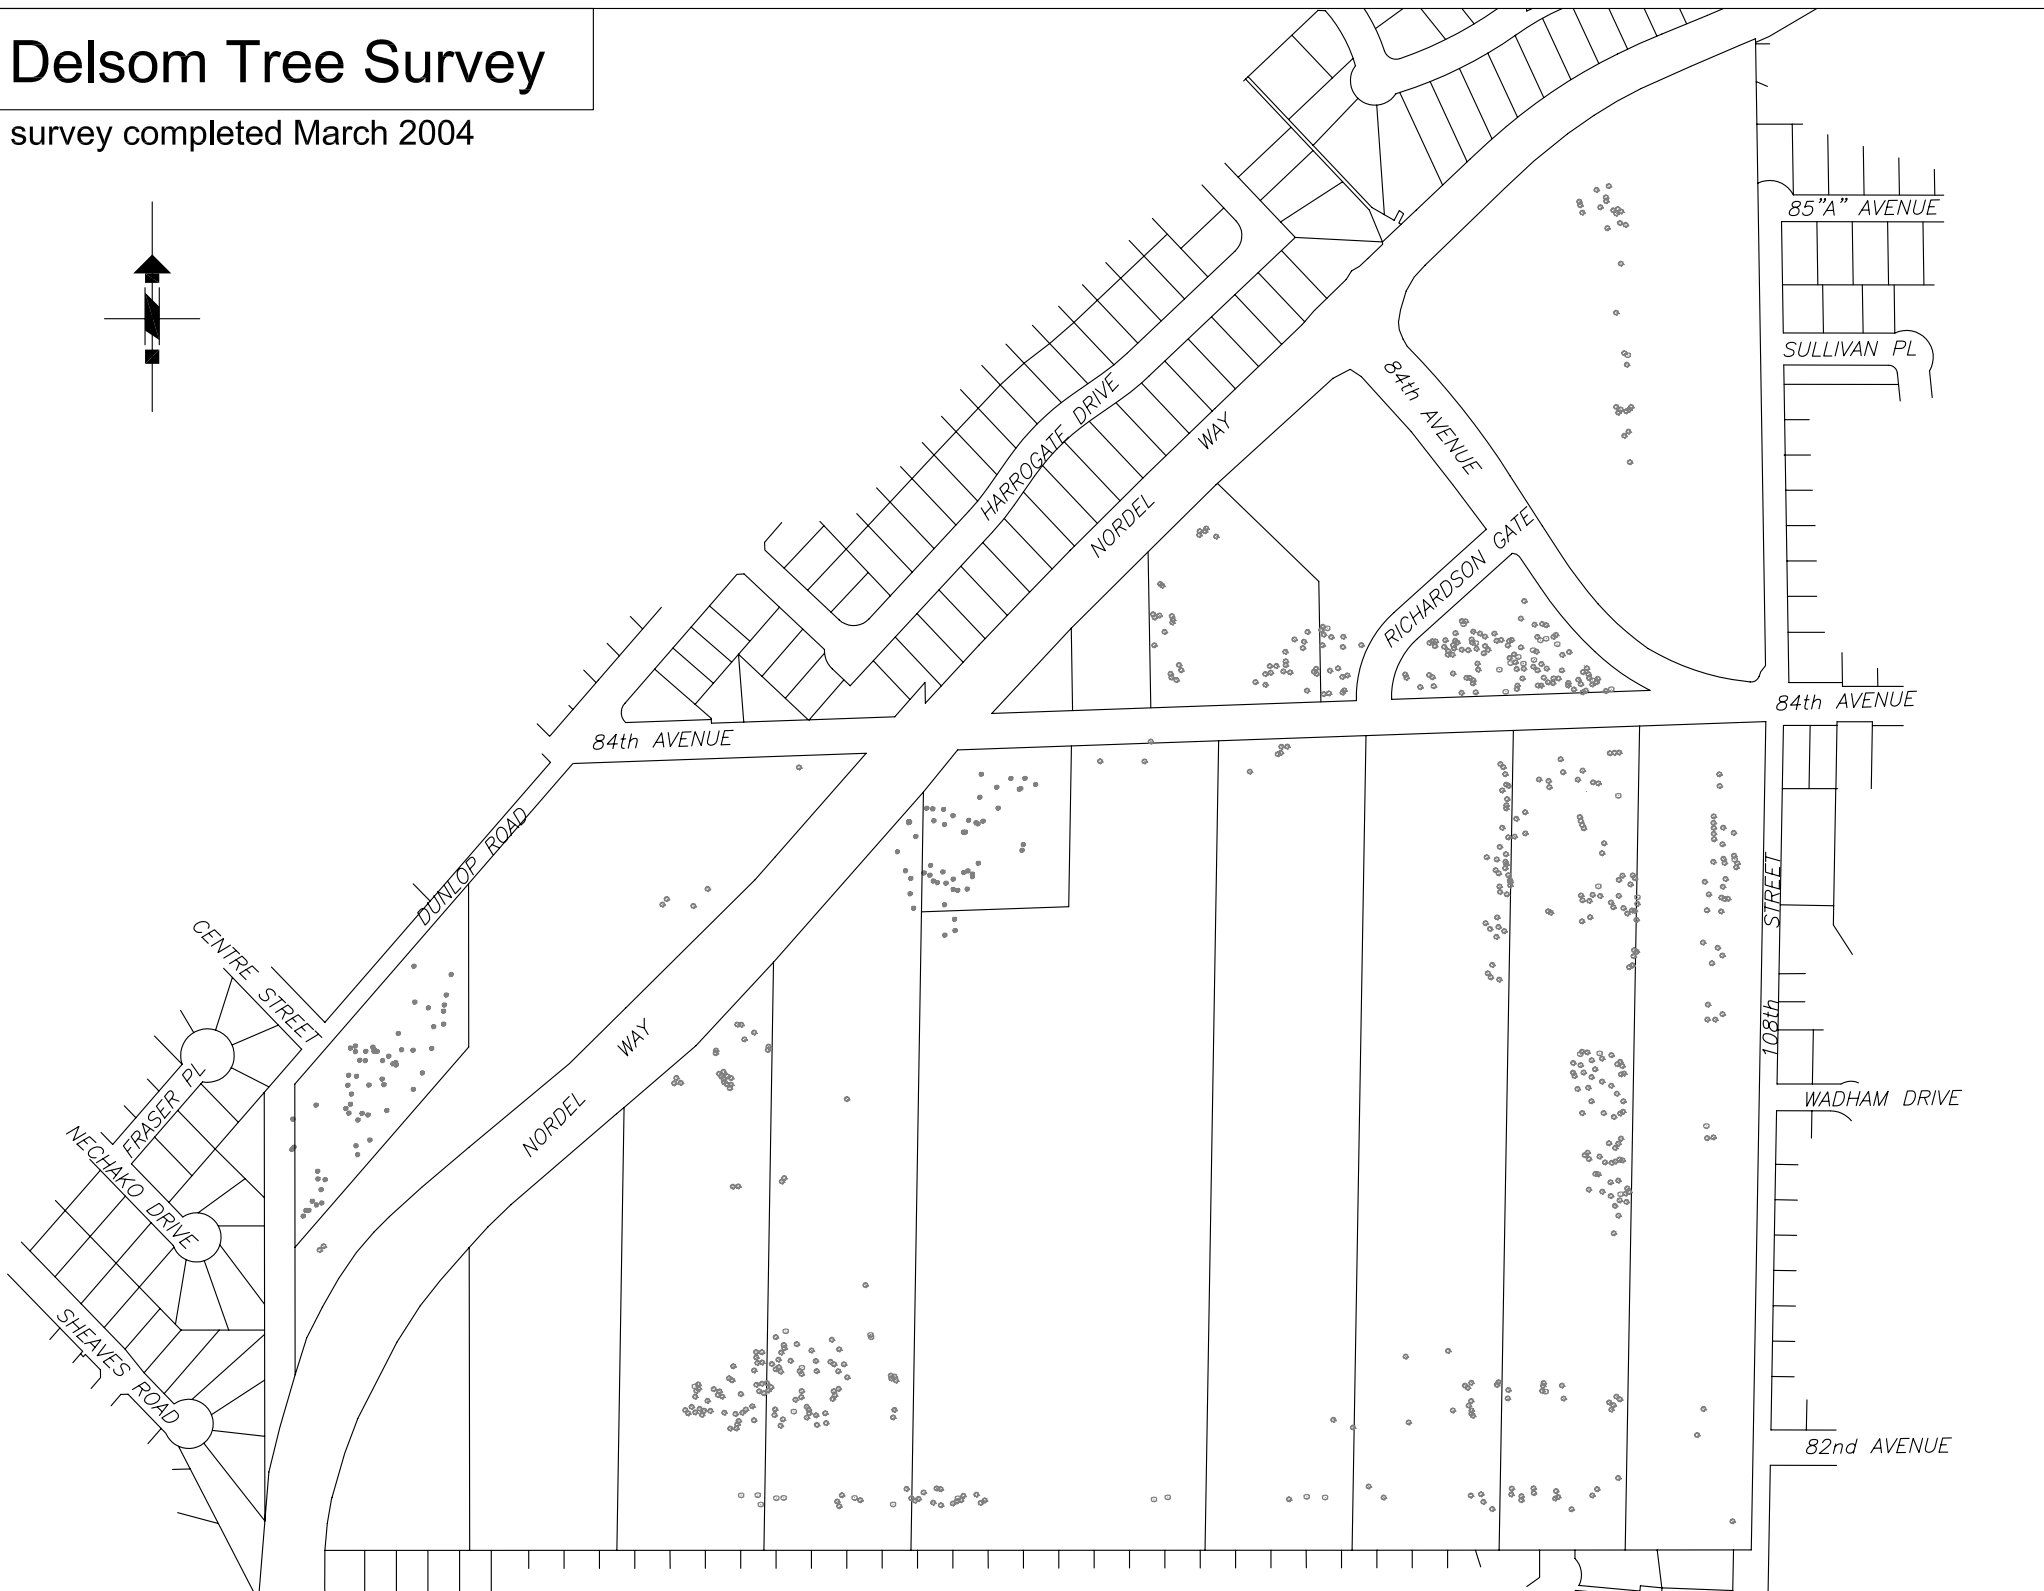 Delsom Tree Survey
survey completed March 2004
85"A" AVENUE
SULLIVAN PL
84th AVENUE
HARROGATE DRIVE
NORDEL WAY
RICHARDSON GATE
84th AVENUE
84th AVENUE
DUNLOP ROAD
108th STREET
CENTRE STREET
NORDEL WAY
FRASER PL
WADHAM DRIVE
NECHAKO DRIVE
SHEAVES ROAD
82nd AVENUE